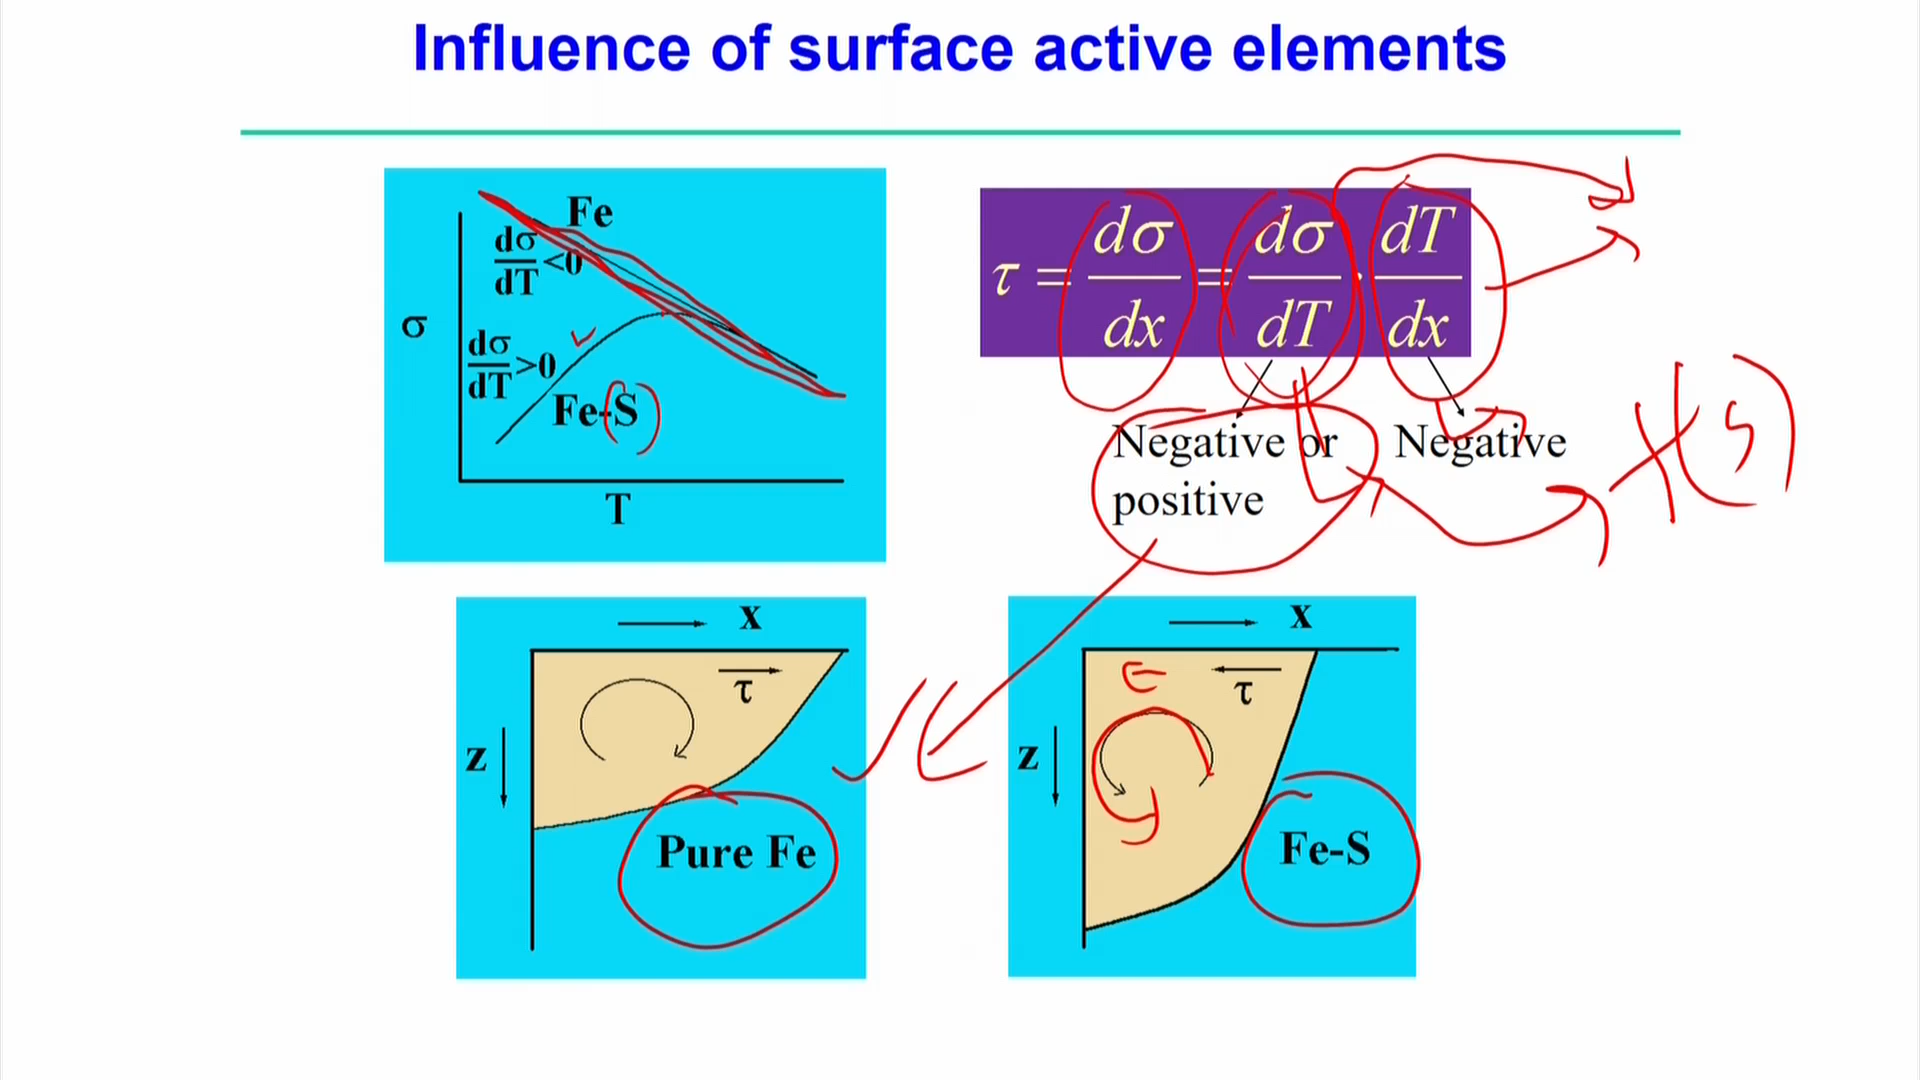 Influence of surface active elements
Fe
dσ/dT <0
σ
dσ/dT >0
Fe-S
T
τ = dσ/dx = dσ/dT · dT/dx
Negative or positive
Negative
f(S)
x
τ
z
Pure Fe
x
τ
z
Fe-S